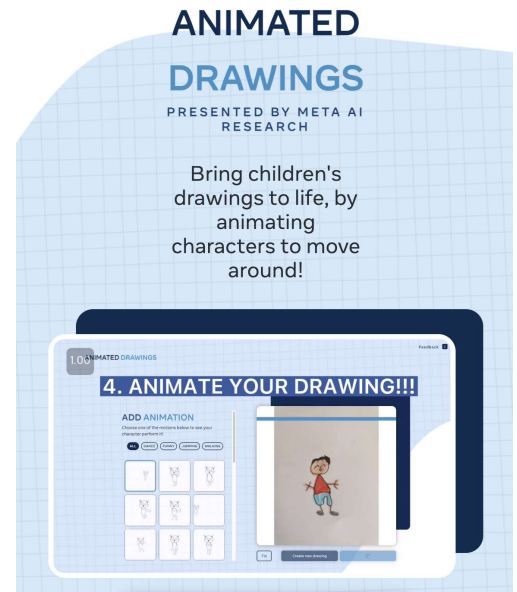 ANIMATED
DRAWINGS
PRESENTED BY META AI
RESEARCH
Bring children's
drawings to life, by
animating
characters to move
around!
Feedback
1.00
ANIMATED DRAWINGS
4. ANIMATE YOUR DRAWING!!!
ADD ANIMATION
Choose one of the motions below to see your
character perform it!
ALL DANCE FUNNY JUMPING WALKING
Fix Create new drawing